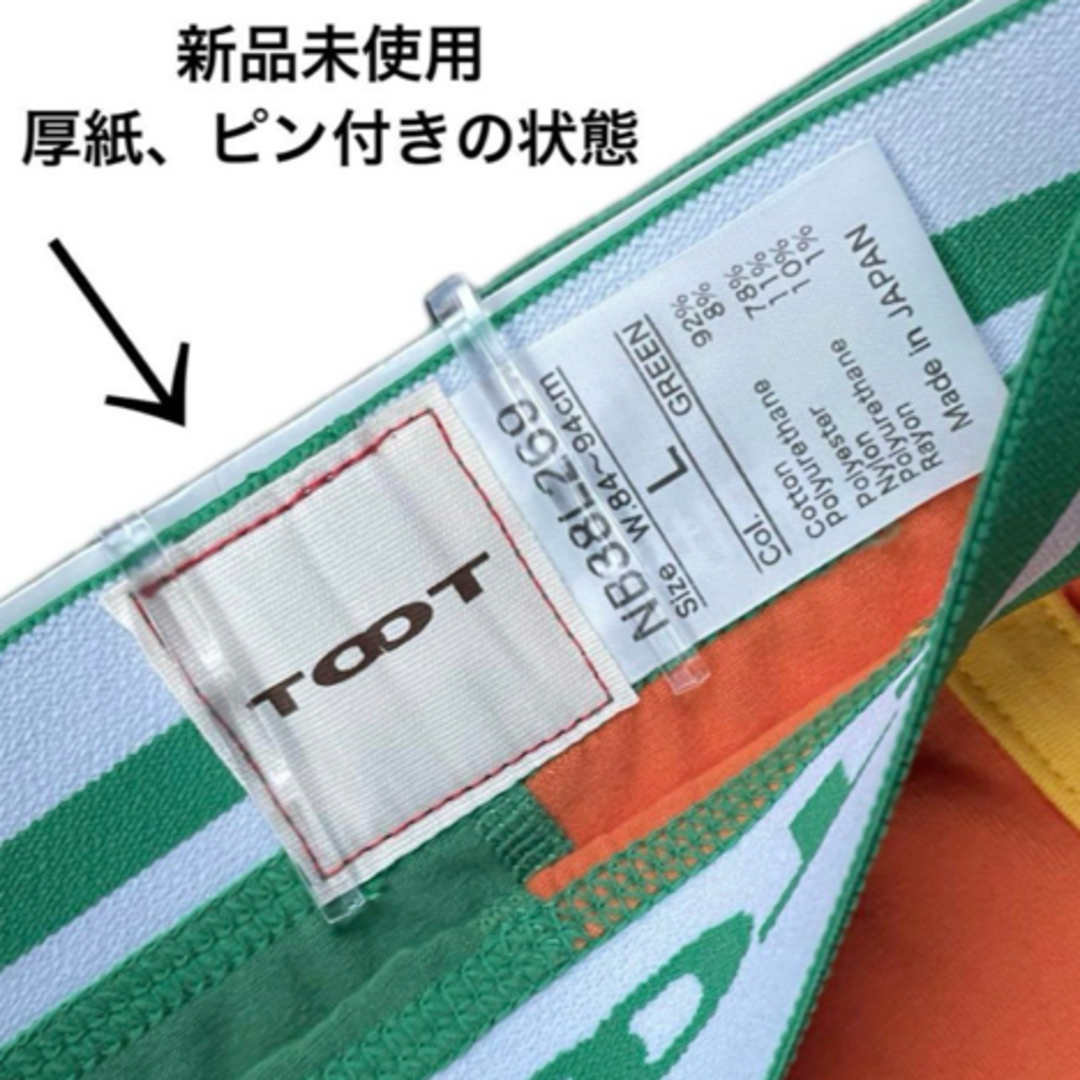 新品未使用
厚紙、ピン付きの状態
TOOT
NB38L269
Size W.84~94cm
L
Col. GREEN
Cotton 92%
Polyurethane 8%
Polyester 78%
Nylon 11%
Polyurethane 10%
Rayon 1%
Made in JAPAN